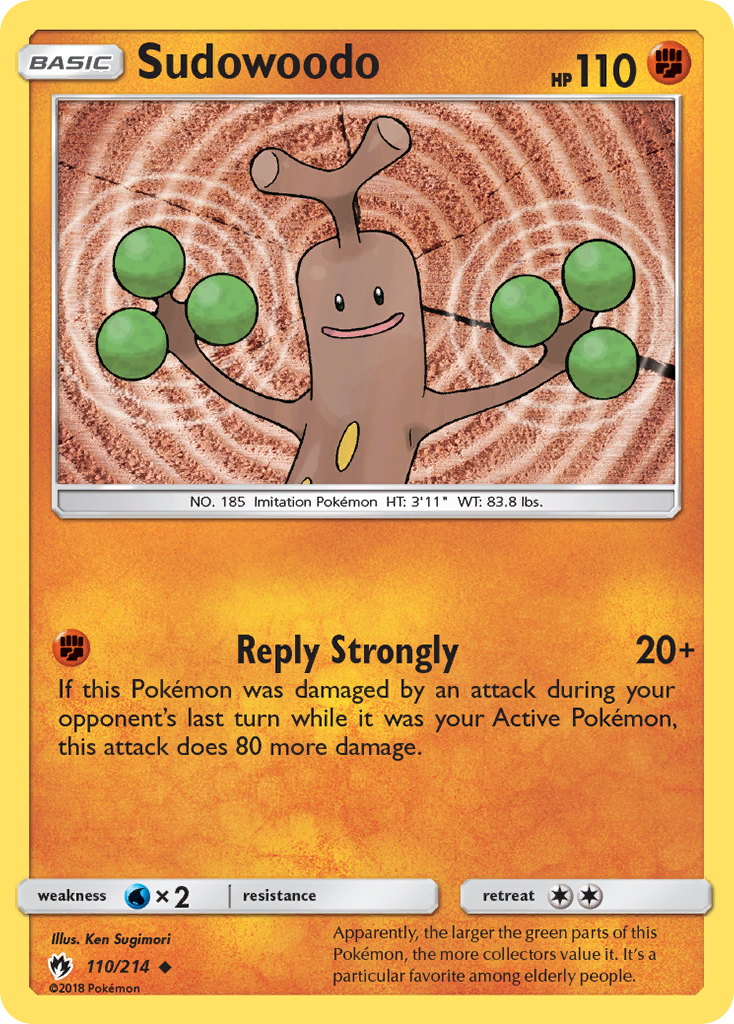 BASIC Sudowoodo HP 110
NO. 185 Imitation Pokémon HT: 3'11" WT: 83.8 lbs.
Reply Strongly 20+
If this Pokémon was damaged by an attack during your
opponent's last turn while it was your Active Pokémon,
this attack does 80 more damage.
weakness ×2 resistance retreat
Illus. Ken Sugimori
110/214
©2018 Pokémon
Apparently, the larger the green parts of this
Pokémon, the more collectors value it. It's a
particular favorite among elderly people.